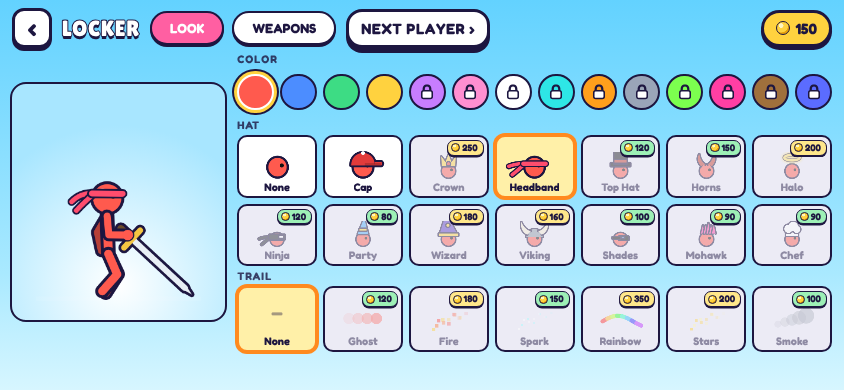 LOCKER LOOK WEAPONS NEXT PLAYER › 150
COLOR
HAT
None Cap 250 Crown Headband 120 Top Hat 150 Horns 200 Halo
120 Ninja 80 Party 180 Wizard 160 Viking 100 Shades 90 Mohawk 90 Chef
TRAIL
None 120 Ghost 180 Fire 150 Spark 350 Rainbow 200 Stars 100 Smoke